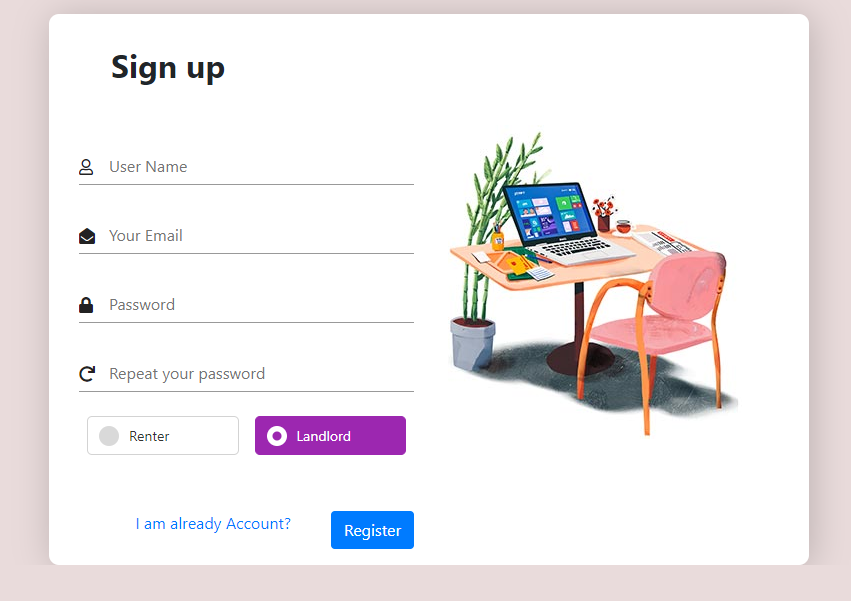 Sign up
User Name
Your Email
Password
Repeat your password
Renter
Landlord
I am already Account?
Register